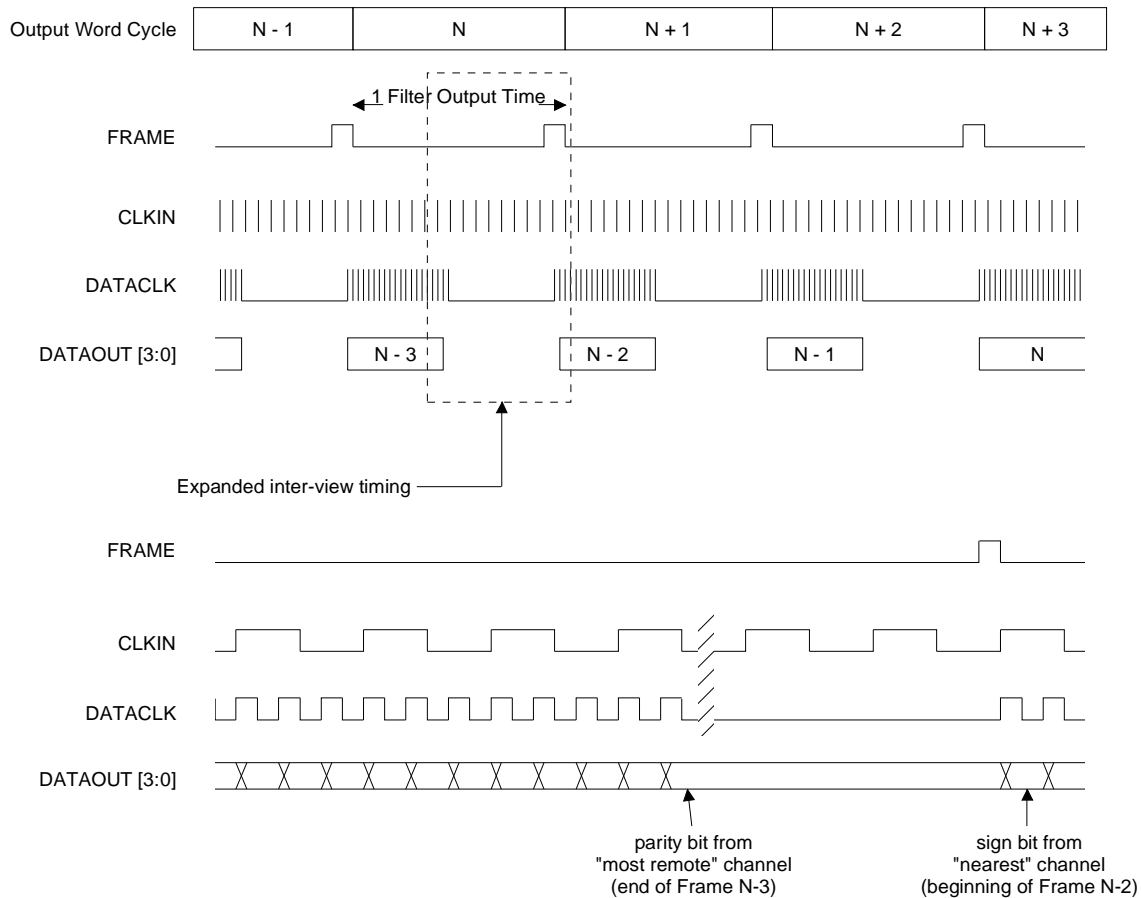 Output Word Cycle
N - 1
N
N + 1
N + 2
N + 3
1 Filter Output Time
FRAME
CLKIN
DATACLK
DATAOUT [3:0]
N - 3
N - 2
N - 1
N
Expanded inter-view timing
FRAME
CLKIN
DATACLK
DATAOUT [3:0]
parity bit from
"most remote" channel
(end of Frame N-3)
sign bit from
"nearest" channel
(beginning of Frame N-2)